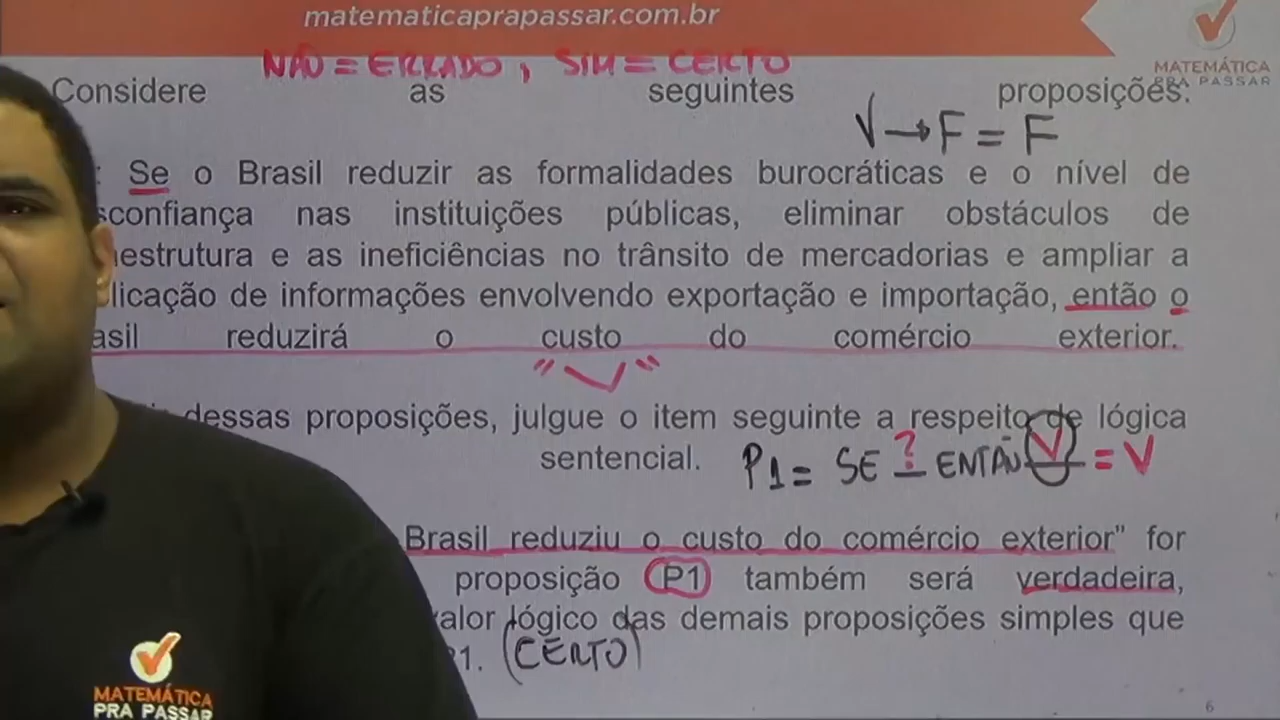 matematicaprapassar.com.br
MATEMÁTICA
PRA PASSAR
NÃO = ERRADO, SIM = CERTO
Considere as seguintes proposições:
V → F = F
: Se o Brasil reduzir as formalidades burocráticas e o nível de
sconfiança nas instituições públicas, eliminar obstáculos de
estrutura e as ineficiências no trânsito de mercadorias e ampliar a
licação de informações envolvendo exportação e importação, então o
asil reduzirá o custo do comércio exterior.
"V"
dessas proposições, julgue o item seguinte a respeito de lógica
sentencial.
P1 = SE ? ENTÃO V = V
Brasil reduziu o custo do comércio exterior" for
proposição P1 também será verdadeira,
valor lógico das demais proposições simples que
1. (CERTO)
MATEMÁTICA
PRA PASSAR
6